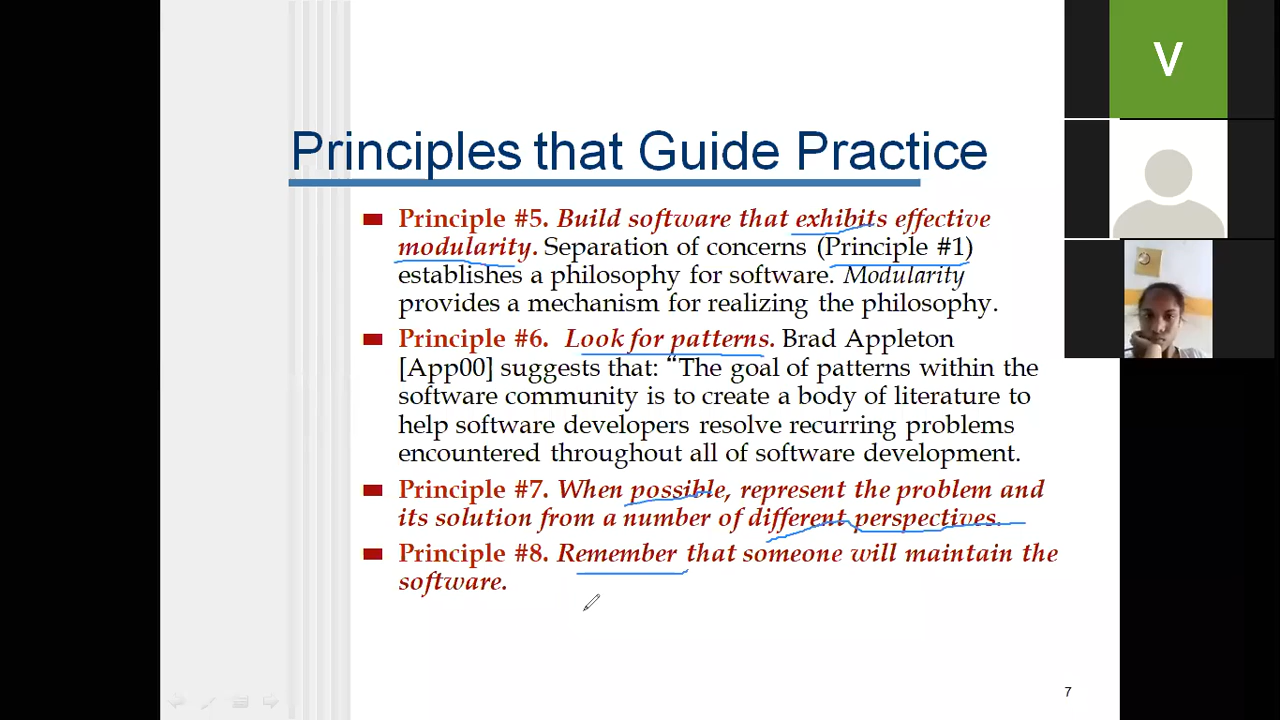 Principles that Guide Practice
Principle #5. Build software that exhibits effective
modularity. Separation of concerns (Principle #1)
establishes a philosophy for software. Modularity
provides a mechanism for realizing the philosophy.
Principle #6. Look for patterns. Brad Appleton
[App00] suggests that: “The goal of patterns within the
software community is to create a body of literature to
help software developers resolve recurring problems
encountered throughout all of software development.
Principle #7. When possible, represent the problem and
its solution from a number of different perspectives.
Principle #8. Remember that someone will maintain the
software.
7
V